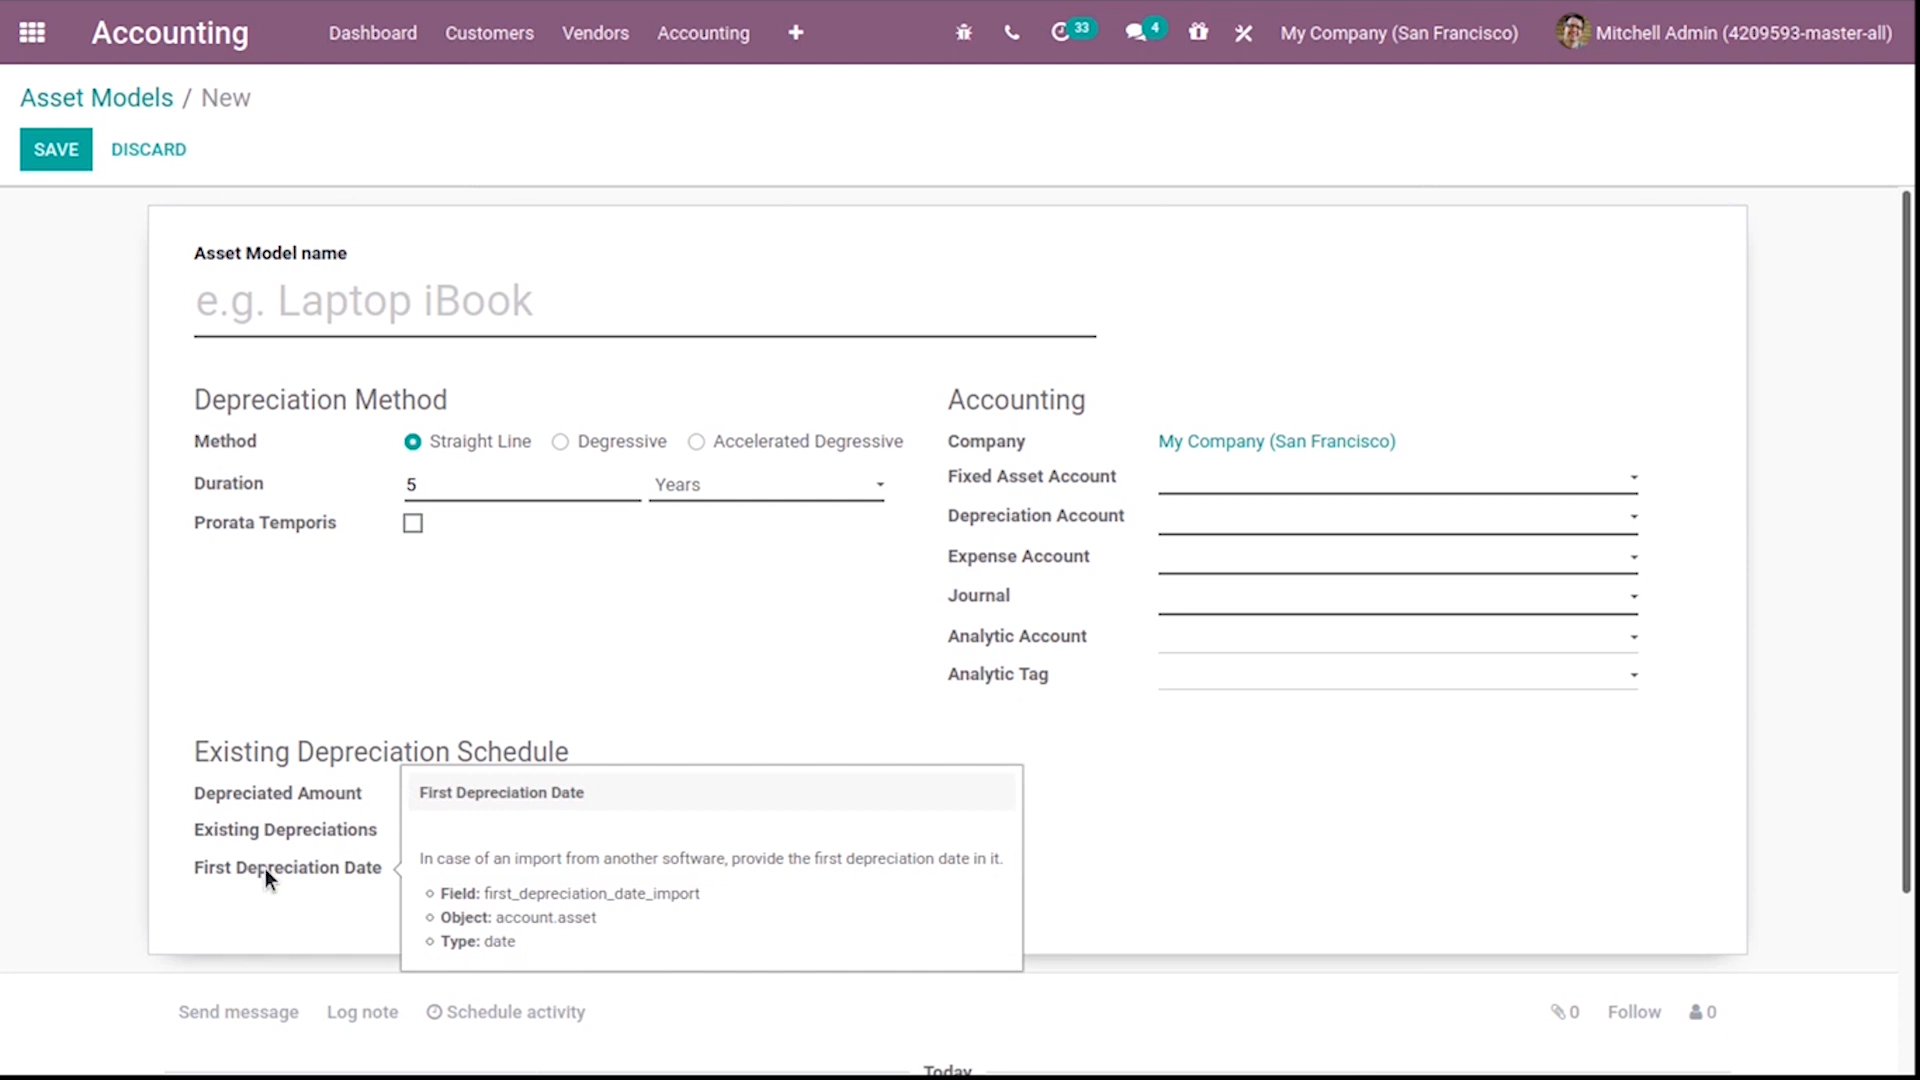 Accounting Dashboard Customers Vendors Accounting 33 4 My Company (San Francisco) Mitchell Admin (4209593-master-all)
Asset Models / New
SAVE DISCARD
Asset Model name
e.g. Laptop iBook
Depreciation Method
Method Straight Line Degressive Accelerated Degressive
Duration 5 Years
Prorata Temporis
Accounting
Company My Company (San Francisco)
Fixed Asset Account
Depreciation Account
Expense Account
Journal
Analytic Account
Analytic Tag
Existing Depreciation Schedule
Depreciated Amount
Existing Depreciations
First Depreciation Date
First Depreciation Date
In case of an import from another software, provide the first depreciation date in it.
Field: first_depreciation_date_import
Object: account.asset
Type: date
Send message Log note Schedule activity 0 Follow 0
Today